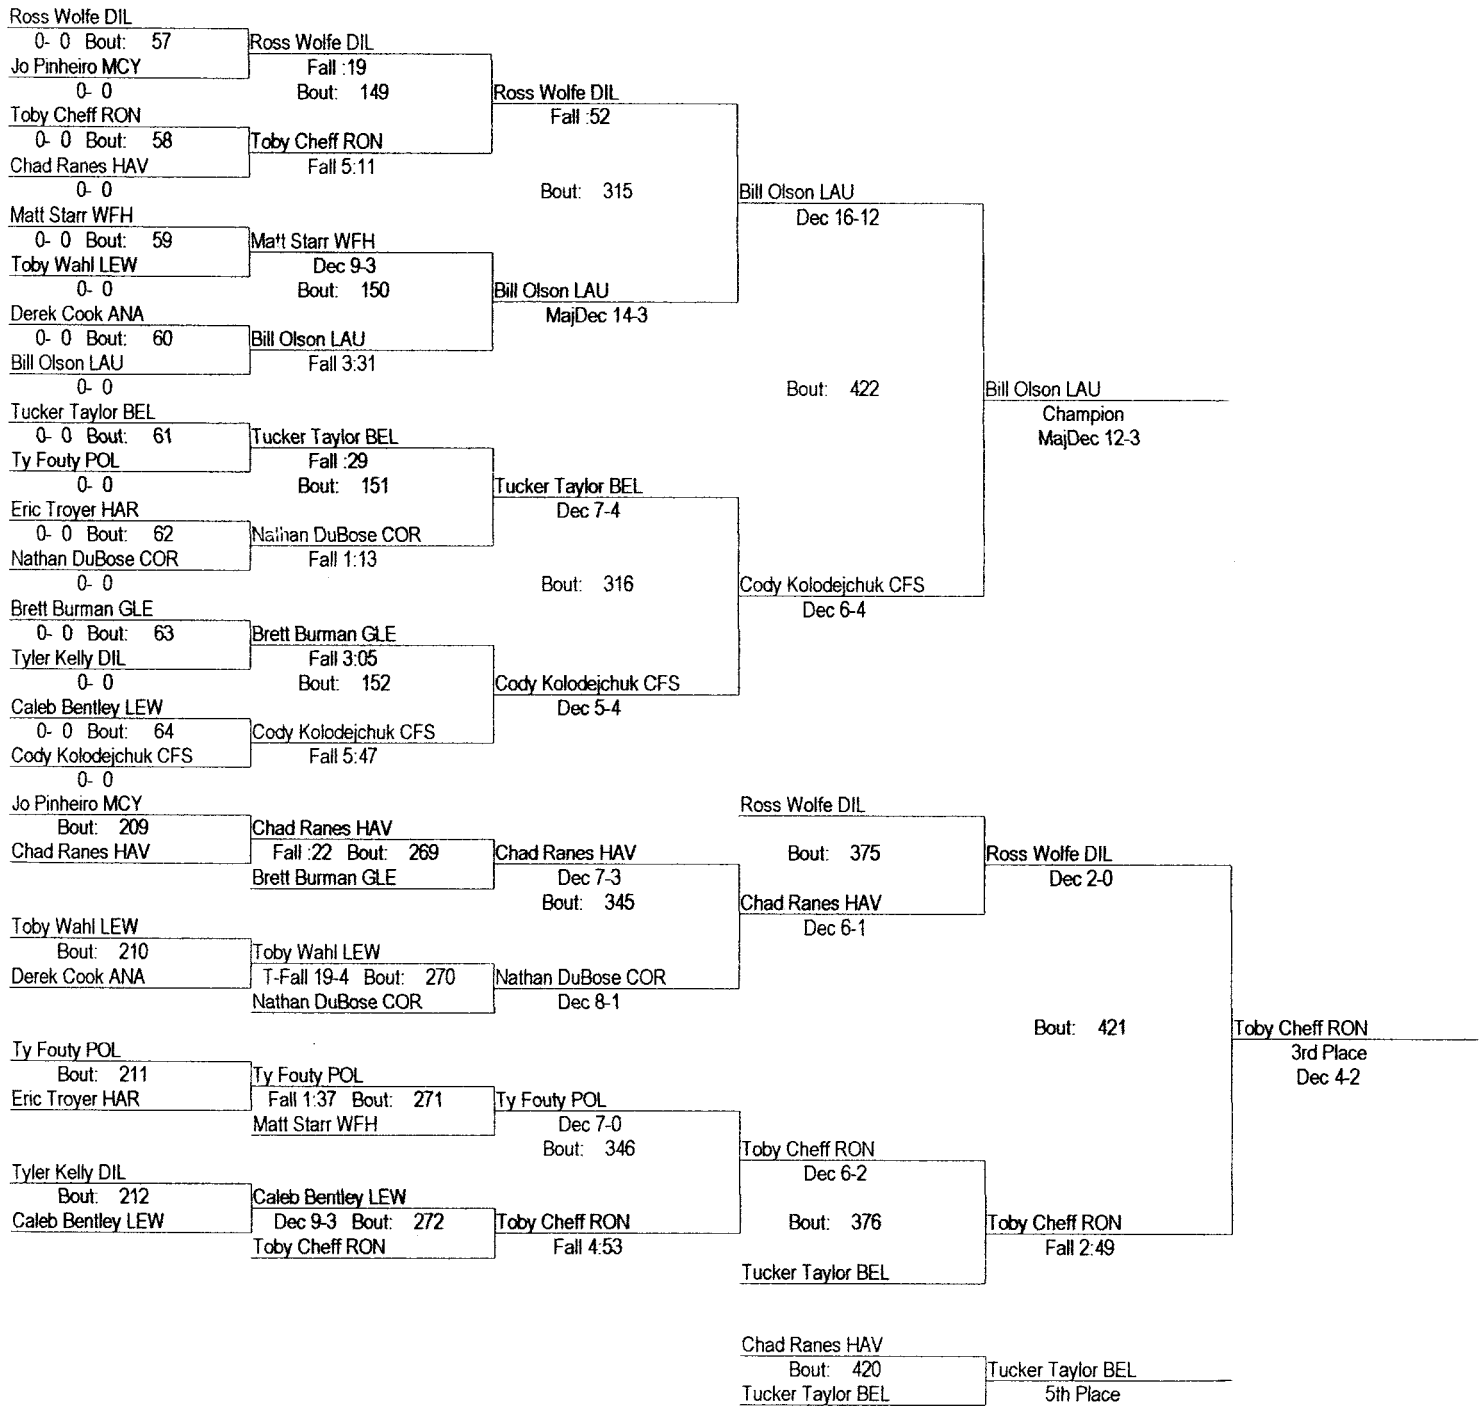 Ross Wolfe DIL
0- 0 Bout: 57
Jo Pinheiro MCY
0- 0
Toby Cheff RON
0- 0 Bout: 58
Chad Ranes HAV
0- 0
Matt Starr WFH
0- 0 Bout: 59
Toby Wahl LEW
0- 0
Derek Cook ANA
0- 0 Bout: 60
Bill Olson LAU
0- 0
Tucker Taylor BEL
0- 0 Bout: 61
Ty Fouty POL
0- 0
Eric Troyer HAR
0- 0 Bout: 62
Nathan DuBose COR
0- 0
Brett Burman GLE
0- 0 Bout: 63
Tyler Kelly DIL
0- 0
Caleb Bentley LEW
0- 0 Bout: 64
Cody Kolodejchuk CFS
0- 0
Ross Wolfe DIL
Fall :19
Bout: 149
Toby Cheff RON
Fall 5:11
Matt Starr WFH
Dec 9-3
Bout: 150
Bill Olson LAU
Fall 3:31
Tucker Taylor BEL
Fall :29
Bout: 151
Nathan DuBose COR
Fall 1:13
Brett Burman GLE
Fall 3:05
Bout: 152
Cody Kolodejchuk CFS
Fall 5:47
Ross Wolfe DIL
Fall :52
Bout: 315
Bill Olson LAU
MajDec 14-3
Tucker Taylor BEL
Dec 7-4
Bout: 316
Cody Kolodejchuk CFS
Dec 5-4
Bill Olson LAU
Dec 16-12
Bout: 422
Cody Kolodejchuk CFS
Dec 6-4
Bill Olson LAU
Champion
MajDec 12-3
Jo Pinheiro MCY
Bout: 209
Chad Ranes HAV
Toby Wahl LEW
Bout: 210
Derek Cook ANA
Ty Fouty POL
Bout: 211
Eric Troyer HAR
Tyler Kelly DIL
Bout: 212
Caleb Bentley LEW
Chad Ranes HAV
Fall :22 Bout: 269
Brett Burman GLE
Toby Wahl LEW
T-Fall 19-4 Bout: 270
Nathan DuBose COR
Ty Fouty POL
Fall 1:37 Bout: 271
Matt Starr WFH
Caleb Bentley LEW
Dec 9-3 Bout: 272
Toby Cheff RON
Chad Ranes HAV
Dec 7-3
Bout: 345
Nathan DuBose COR
Dec 8-1
Ty Fouty POL
Dec 7-0
Bout: 346
Toby Cheff RON
Fall 4:53
Ross Wolfe DIL
Bout: 375
Chad Ranes HAV
Dec 6-1
Toby Cheff RON
Dec 6-2
Bout: 376
Tucker Taylor BEL
Ross Wolfe DIL
Dec 2-0
Bout: 421
Toby Cheff RON
Fall 2:49
Toby Cheff RON
3rd Place
Dec 4-2
Chad Ranes HAV
Bout: 420
Tucker Taylor BEL
Tucker Taylor BEL
5th Place